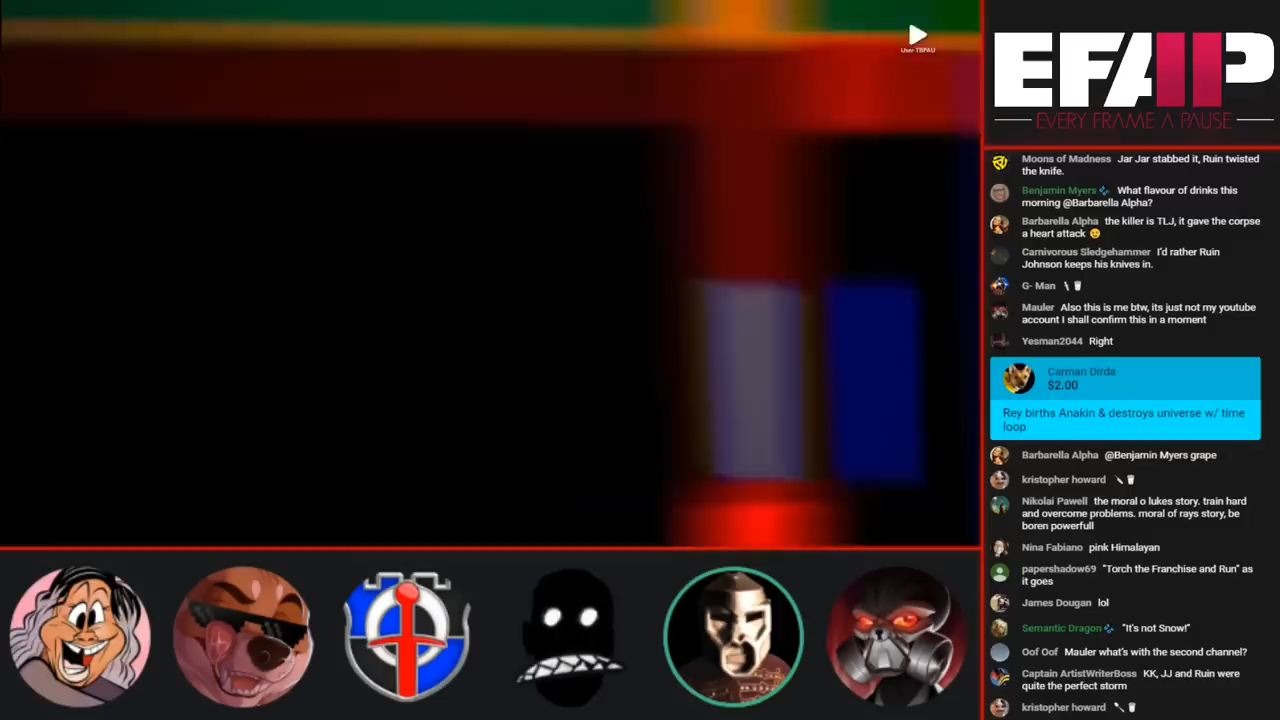 User-TBPAU
EFAP
EVERY FRAME A PAUSE
Moons of Madness Jar Jar stabbed it, Ruin twisted
the knife.
Benjamin Myers What flavour of drinks this
morning @Barbarella Alpha?
Barbarella Alpha the killer is TLJ, it gave the corpse
a heart attack 😉
Carnivorous Sledgehammer I'd rather Ruin
Johnson keeps his knives in.
G- Man
Mauler Also this is me btw, its just not my youtube
account I shall confirm this in a moment
Yesman2044 Right
Carman Dirda
$2.00
Rey births Anakin & destroys universe w/ time
loop
Barbarella Alpha @Benjamin Myers grape
kristopher howard
Nikolai Pawell the moral o lukes story. train hard
and overcome problems. moral of rays story, be
boren powerfull
Nina Fabiano pink Himalayan
papershadow69 "Torch the Franchise and Run" as
it goes
James Dougan lol
Semantic Dragon "It's not Snow!"
Oof Oof Mauler what's with the second channel?
Captain ArtistWriterBoss KK, JJ and Ruin were
quite the perfect storm
kristopher howard